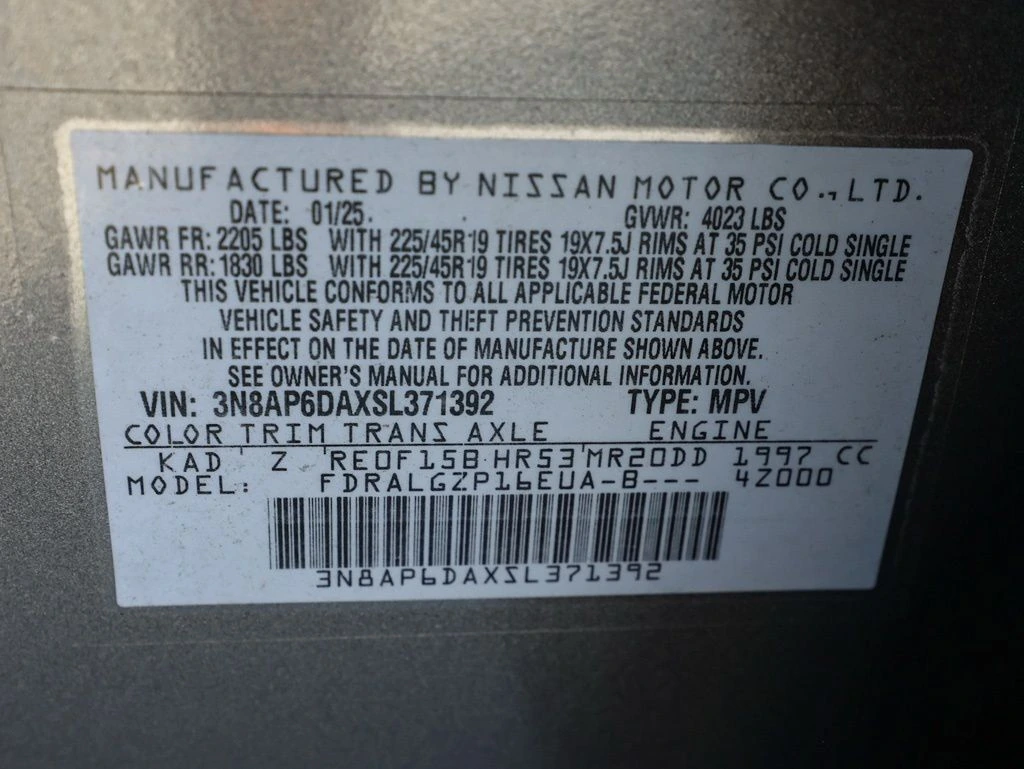 MANUFACTURED BY NISSAN MOTOR CO., LTD.
DATE: 01/25. GVWR: 4023 LBS
GAWR FR: 2205 LBS WITH 225/45R19 TIRES 19X7.5J RIMS AT 35 PSI COLD SINGLE
GAWR RR: 1830 LBS WITH 225/45R19 TIRES 19X7.5J RIMS AT 35 PSI COLD SINGLE
THIS VEHICLE CONFORMS TO ALL APPLICABLE FEDERAL MOTOR
VEHICLE SAFETY AND THEFT PREVENTION STANDARDS
IN EFFECT ON THE DATE OF MANUFACTURE SHOWN ABOVE.
SEE OWNER'S MANUAL FOR ADDITIONAL INFORMATION.
VIN: 3N8AP6DAXSL371392 TYPE: MPV
COLOR TRIM TRANS AXLE ENGINE
KAD Z RE0F15B HR53 MR20DD 1997 CC
MODEL: FDRALGZP16EUA-B--- 4Z000
3N8AP6DAXSL371392